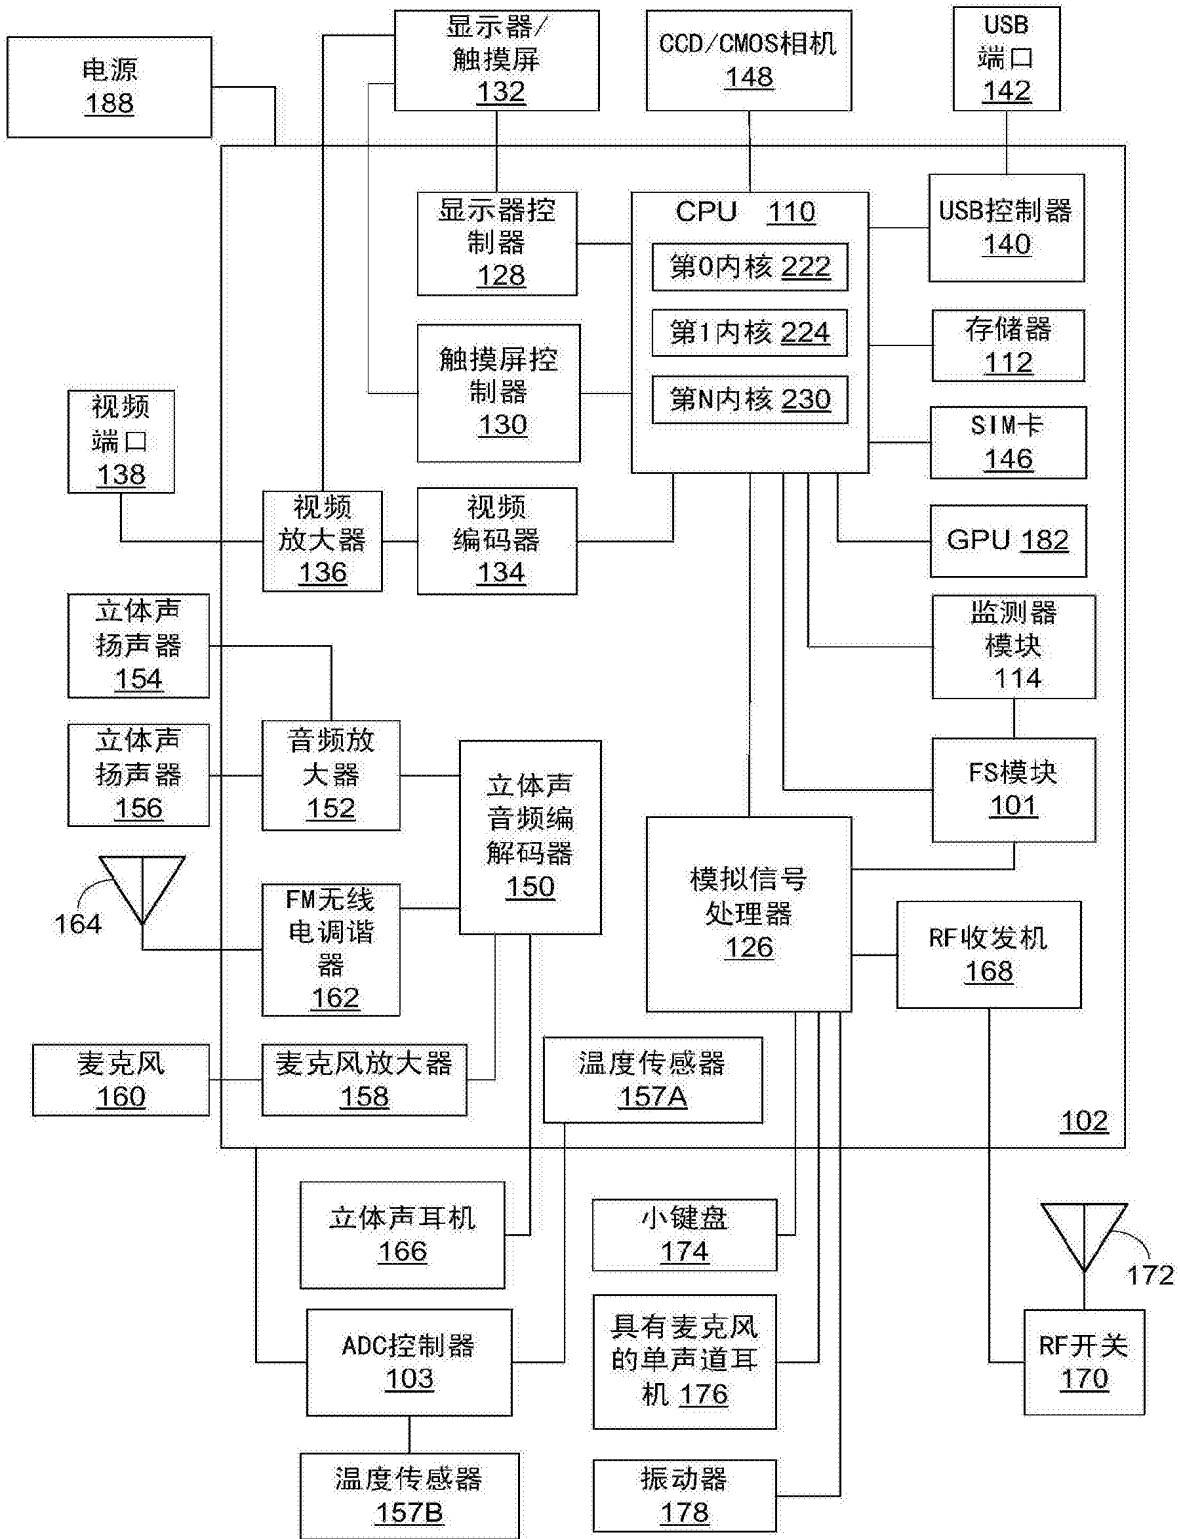 电源
188
显示器/
触摸屏
132
CCD/CMOS相机
148
USB
端口
142
显示器控
制器
128
CPU 110
第0内核 222
第1内核 224
第N内核 230
USB控制器
140
触摸屏控
制器
130
存储器
112
视频
端口
138
SIM卡
146
视频
放大器
136
视频
编码器
134
GPU 182
立体声
扬声器
154
监测器
模块
114
立体声
扬声器
156
音频放
大器
152
立体声
音频编
解码器
150
FS模块
101
164
FM无线
电调谐
器
162
模拟信号
处理器
126
RF收发机
168
麦克风
160
麦克风放大器
158
温度传感器
157A
102
立体声耳机
166
小键盘
174
172
ADC控制器
103
具有麦克风
的单声道耳
机 176
RF开关
170
温度传感器
157B
振动器
178